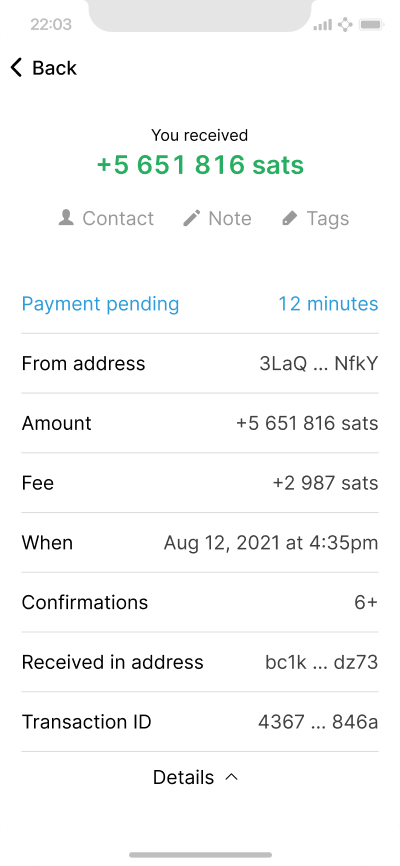 22:03
Back
You received
+5 651 816 sats
Contact Note Tags
Payment pending 12 minutes
From address 3LaQ ... NfkY
Amount +5 651 816 sats
Fee +2 987 sats
When Aug 12, 2021 at 4:35pm
Confirmations 6+
Received in address bc1k ... dz73
Transaction ID 4367 ... 846a
Details